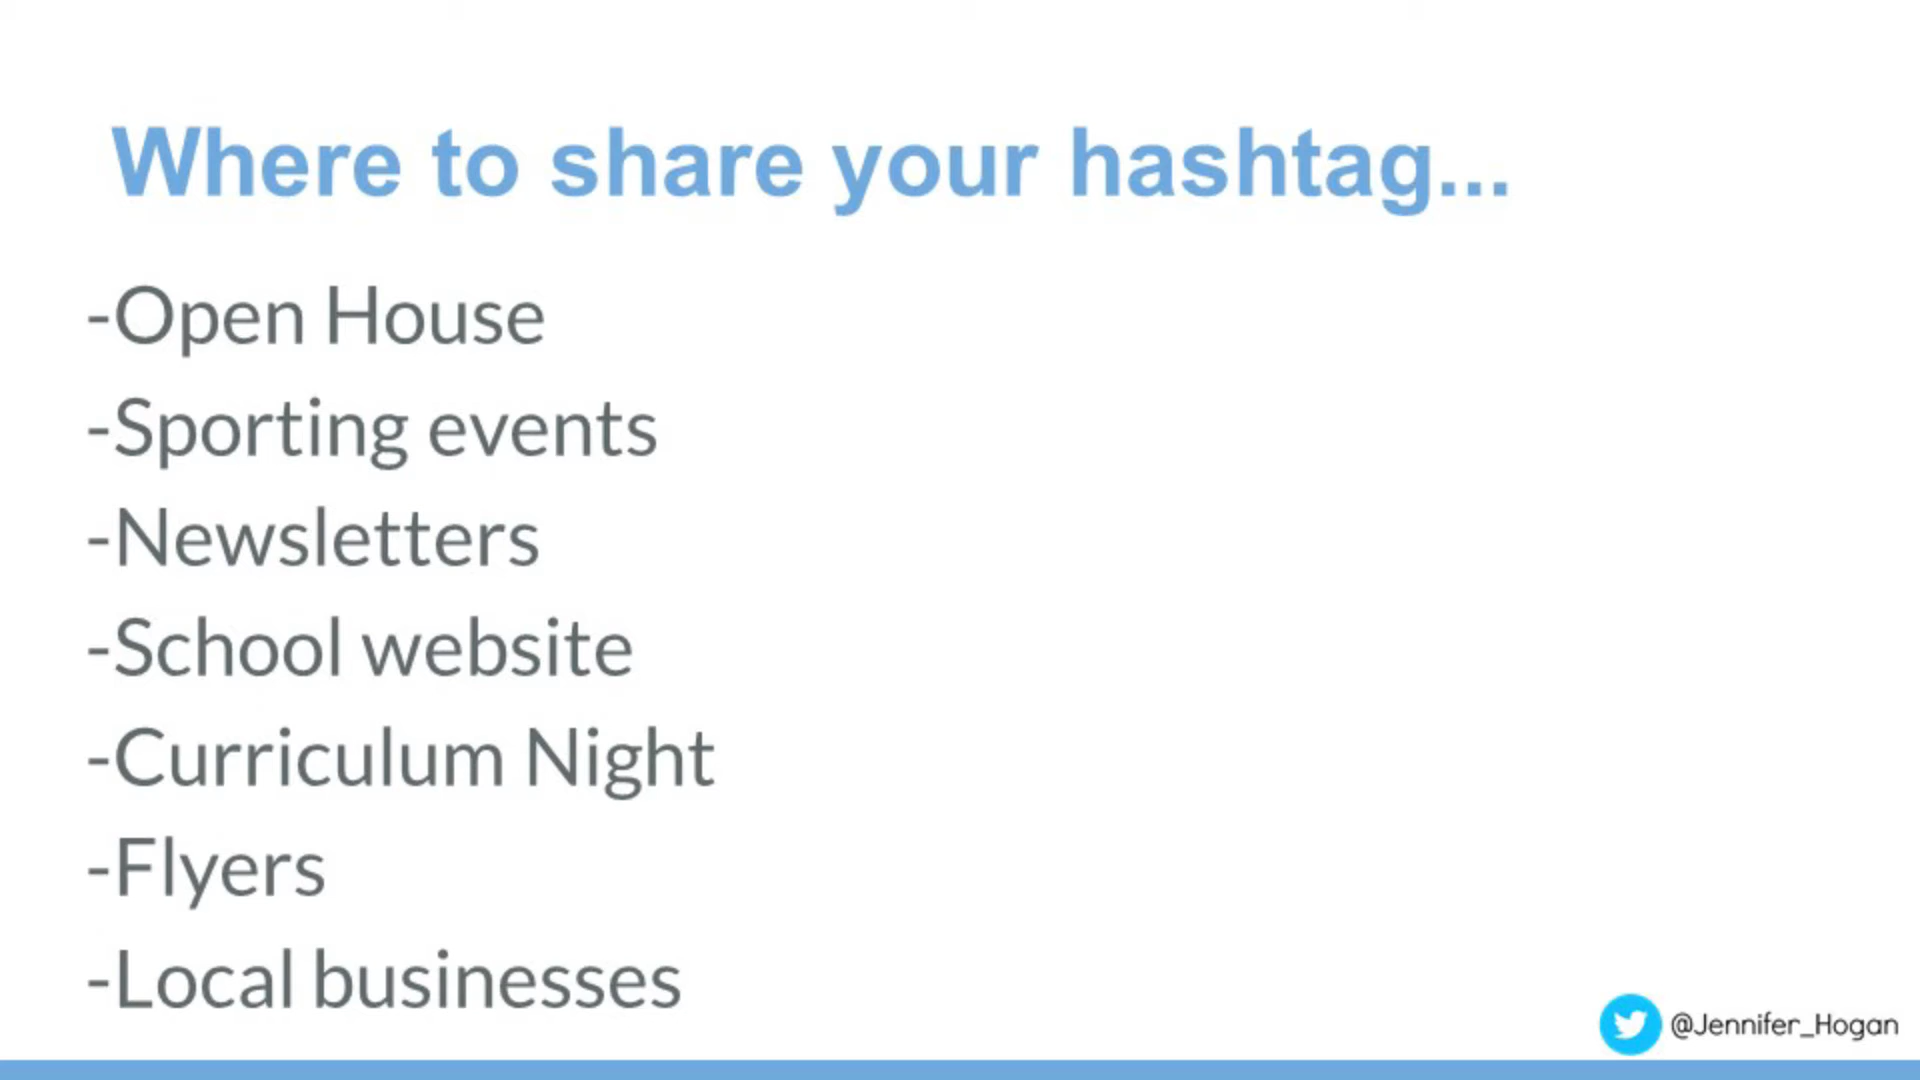 Where to share your hashtag...
-Open House
-Sporting events
-Newsletters
-School website
-Curriculum Night
-Flyers
-Local businesses
@Jennifer_Hogan